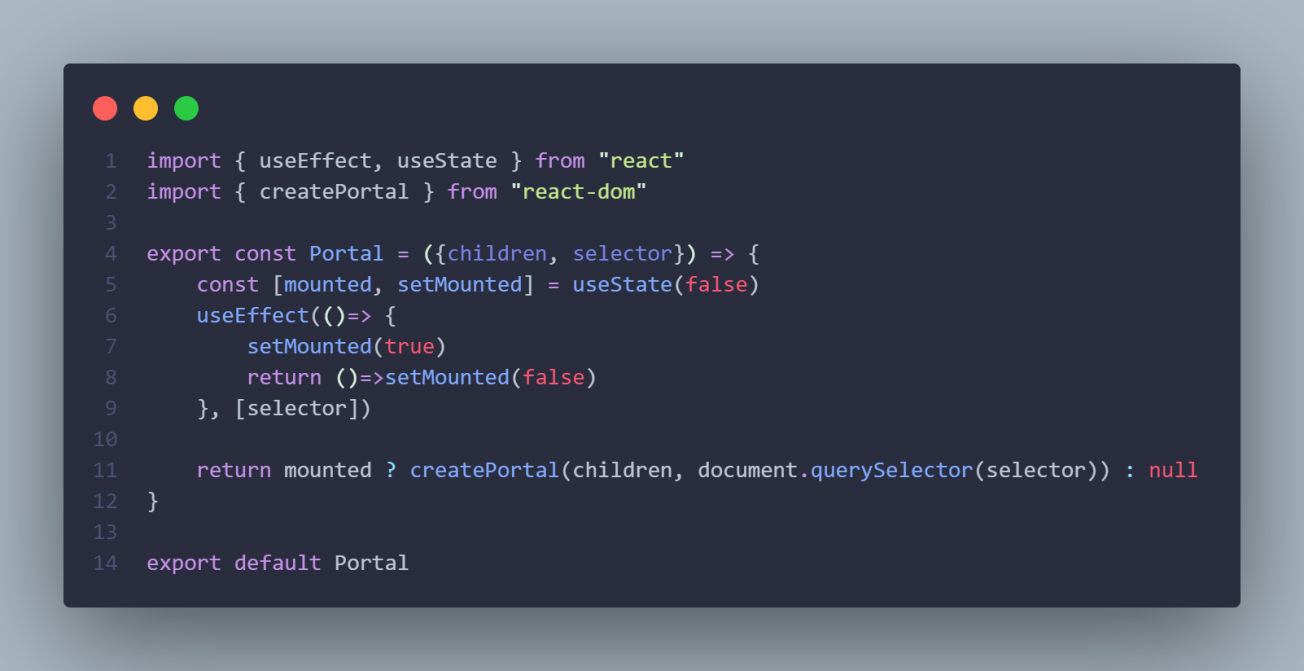 1 import { useEffect, useState } from "react"
2 import { createPortal } from "react-dom"
3
4 export const Portal = ({children, selector}) => {
5     const [mounted, setMounted] = useState(false)
6     useEffect(()=> {
7         setMounted(true)
8         return ()=>setMounted(false)
9     }, [selector])
10
11     return mounted ? createPortal(children, document.querySelector(selector)) : null
12 }
13
14 export default Portal